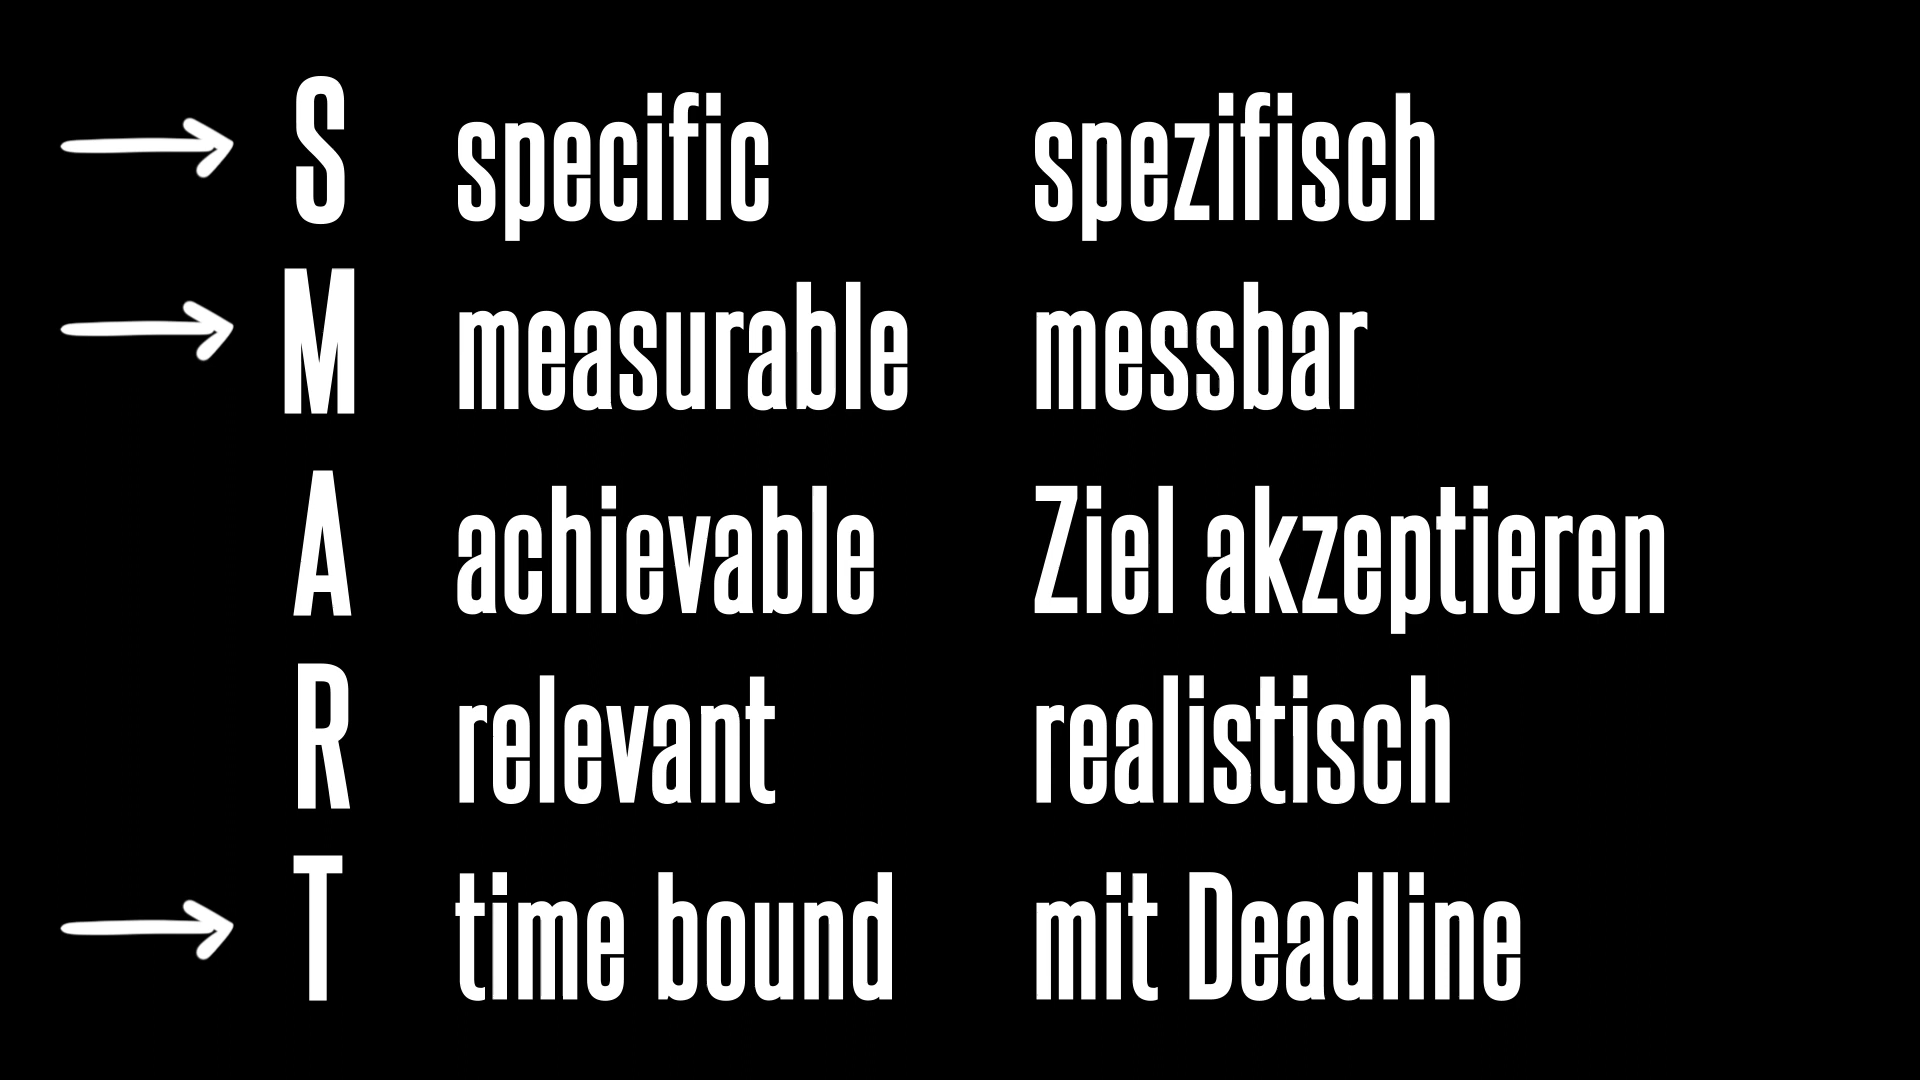 S specific spezifisch
M measurable messbar
A achievable Ziel akzeptieren
R relevant realistisch
T time bound mit Deadline